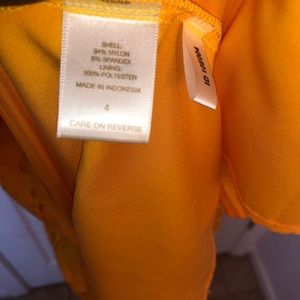 SHELL:
94% NYLON
6% SPANDEX
LINING:
100% POLYESTER
MADE IN INDONESIA
4
CARE ON REVERSE